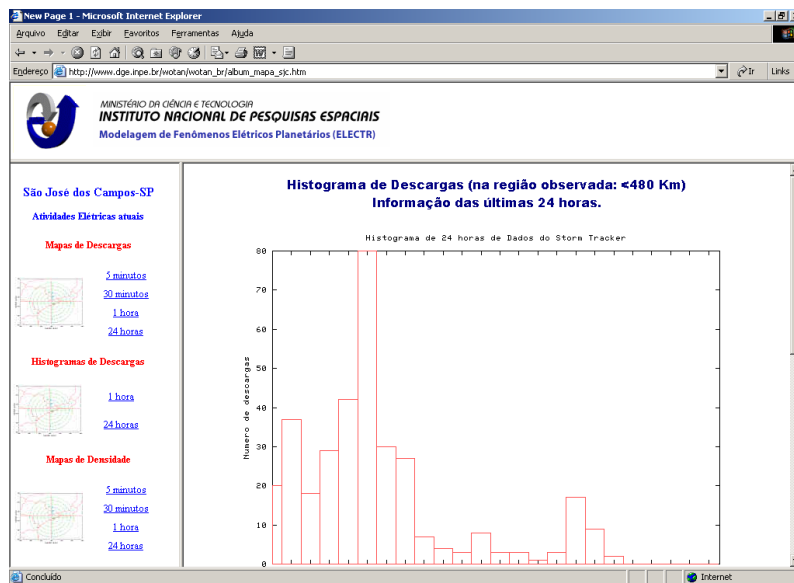 New Page 1 - Microsoft Internet Explorer
Arquivo Editar Exibir Favoritos Ferramentas Ajuda
Endereço http://www.dge.inpe.br/wotan/wotan_br/album_mapa_sjc.htm Ir Links
MINISTÉRIO DA CIÊNCIA E TECNOLOGIA
INSTITUTO NACIONAL DE PESQUISAS ESPACIAIS
Modelagem de Fenômenos Elétricos Planetários (ELECTR)
São José dos Campos-SP
Atividades Elétricas atuais
Mapas de Descargas
5 minutos
30 minutos
1 hora
24 horas
Histogramas de Descargas
1 hora
24 horas
Mapas de Densidade
5 minutos
30 minutos
1 hora
24 horas
Histograma de Descargas (na região observada: <480 Km)
Informação das últimas 24 horas.
Histograma de 24 horas de Dados do Storm Tracker
80
70
60
50
40
30
20
10
0
Numero de descargas
Concluído Internet